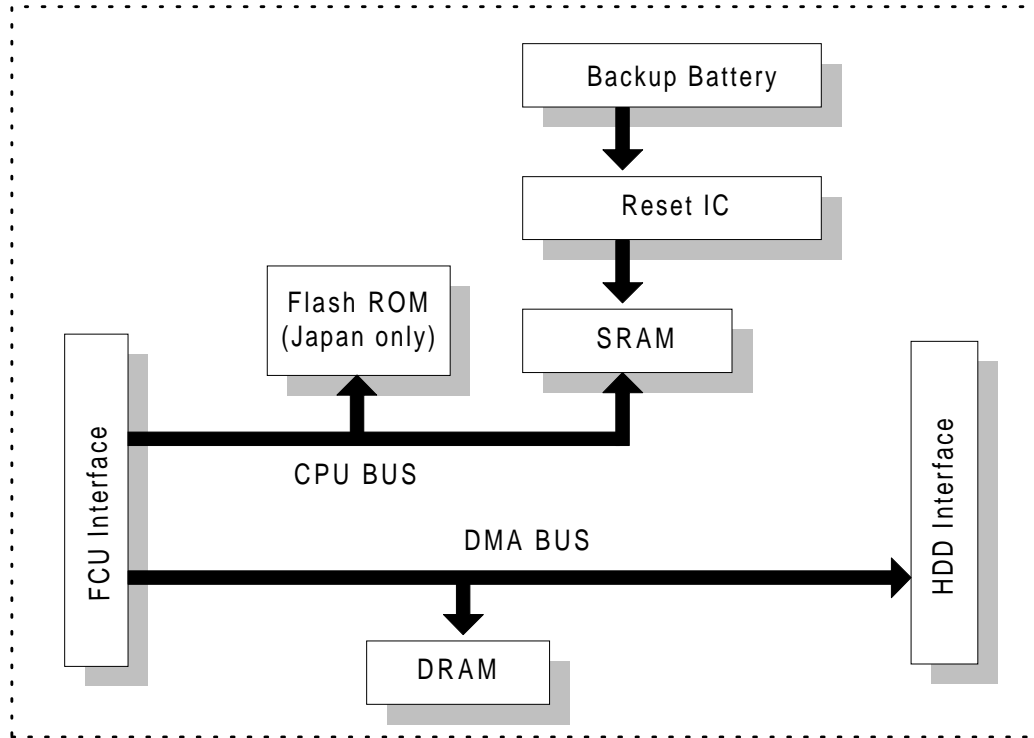 Backup Battery
Reset IC
Flash ROM
(Japan only)
SRAM
FCU Interface
CPU BUS
HDD Interface
DMA BUS
DRAM